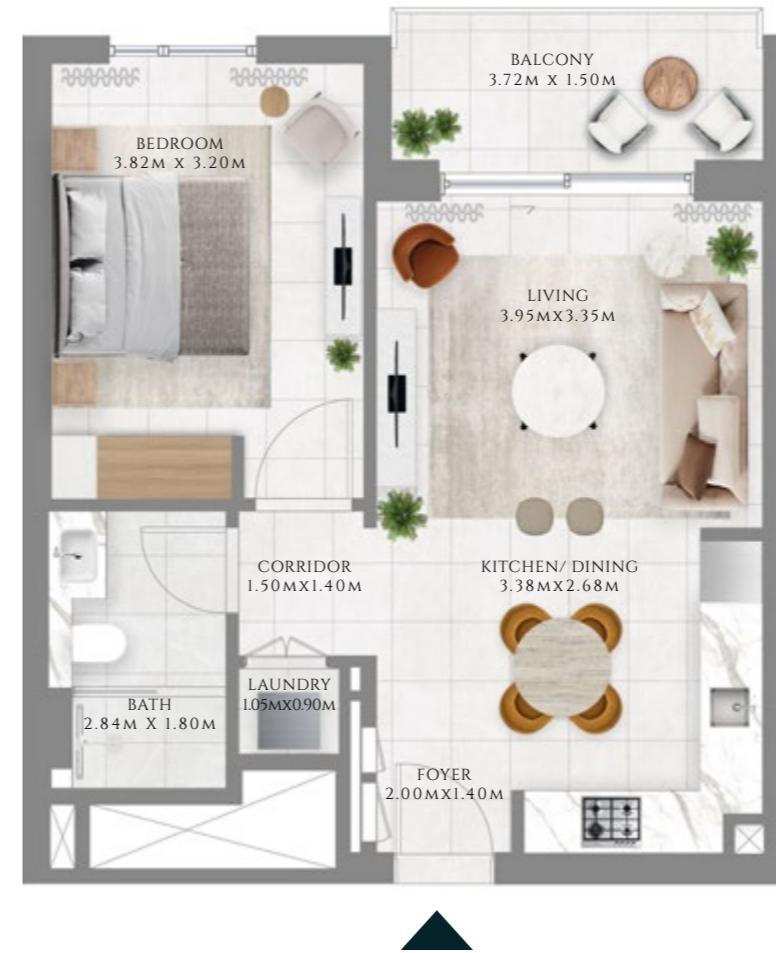 BALCONY
3.72M X 1.50M
BEDROOM
3.82M X 3.20M
LIVING
3.95MX3.35M
CORRIDOR
1.50MX1.40M
KITCHEN/ DINING
3.38MX2.68M
LAUNDRY
1.05MX0.90M
BATH
2.84M X 1.80M
FOYER
2.00MX1.40M